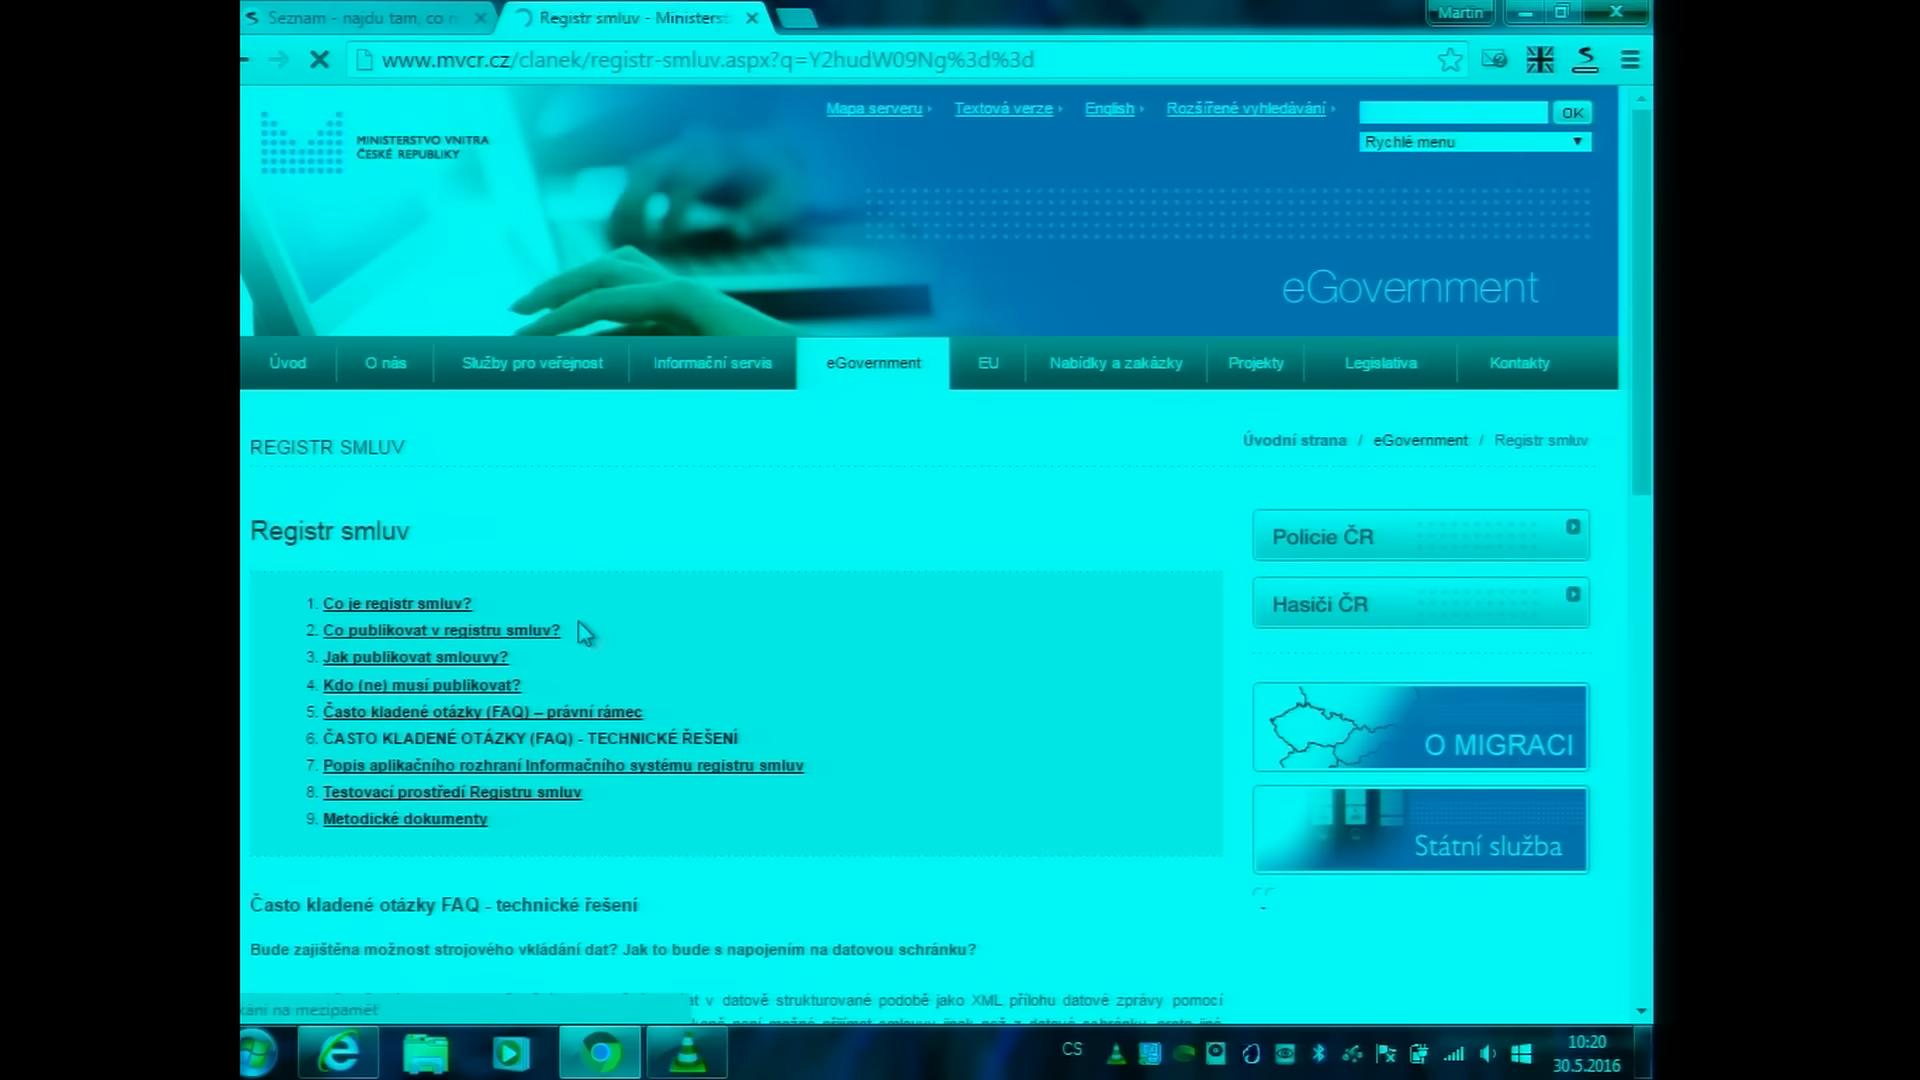 Seznam - najdu tam, co n
Registr smluv - Ministerst
Martin
www.mvcr.cz/clanek/registr-smluv.aspx?q=Y2hudW09Ng%3d%3d
Mapa serveru
Textová verze
English
Rozšířené vyhledávání
OK
MINISTERSTVO VNITRA
ČESKÉ REPUBLIKY
Rychlé menu
eGovernment
Úvod
O nás
Služby pro veřejnost
Informační servis
eGovernment
EU
Nabídky a zakázky
Projekty
Legislativa
Kontakty
REGISTR SMLUV
Úvodní strana / eGovernment / Registr smluv
Registr smluv
1. Co je registr smluv?
2. Co publikovat v registru smluv?
3. Jak publikovat smlouvy?
4. Kdo (ne) musí publikovat?
5. Často kladené otázky (FAQ) – právní rámec
6. ČASTO KLADENÉ OTÁZKY (FAQ) - TECHNICKÉ ŘEŠENÍ
7. Popis aplikačního rozhraní Informačního systému registru smluv
8. Testovací prostředí Registru smluv
9. Metodické dokumenty
Policie ČR
Hasiči ČR
O MIGRACI
Státní služba
Často kladené otázky FAQ - technické řešení
Bude zajištěna možnost strojového vkládání dat? Jak to bude s napojením na datovou schránku?
v datově strukturované podobě jako XML přílohu datové zprávy pomocí
kání na mezipaměť
CS
10:20
30.5.2016